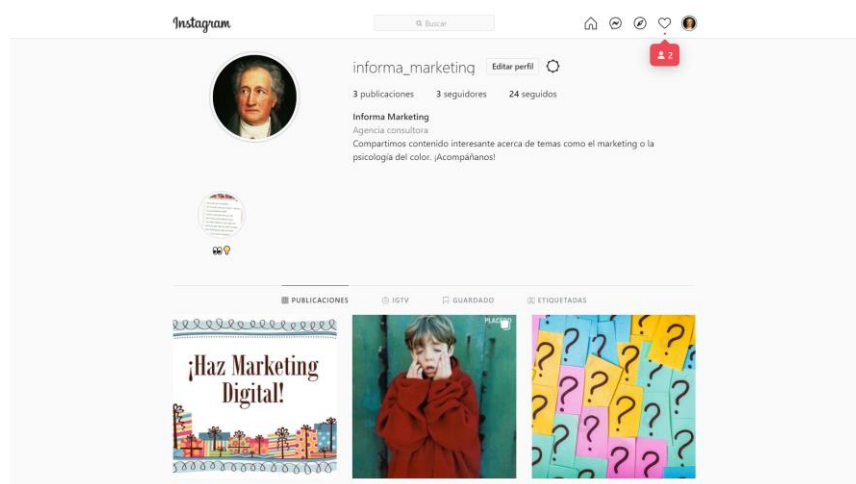 Instagram
Buscar
2
informa_marketing Editar perfil
3 publicaciones 3 seguidores 24 seguidos
Informa Marketing
Agencia consultora
Compartimos contenido interesante acerca de temas como el marketing o la
psicología del color. ¡Acompáñanos!
PUBLICACIONES IGTV GUARDADO ETIQUETADAS
¡Haz Marketing
Digital!
PLACEBO
? ? ? ? ? ? ? ? ? ? ? ? ? ?